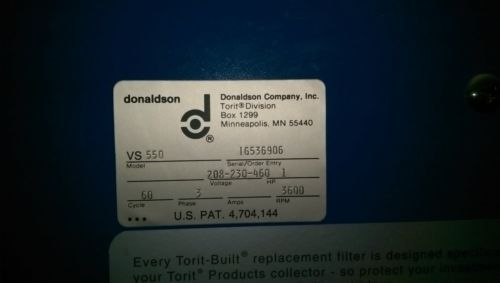 donaldson
Donaldson Company, Inc.
Torit® Division
Box 1299
Minneapolis, MN 55440
VS 550 IG536906
Model Serial/Order Entry
208-230-460 1
Voltage HP
60 3 3600
Cycle Phase Amps RPM
*** U.S. PAT. 4,704,144
Every Torit-Built® replacement filter is designed
your Torit® Products collector - so protect your